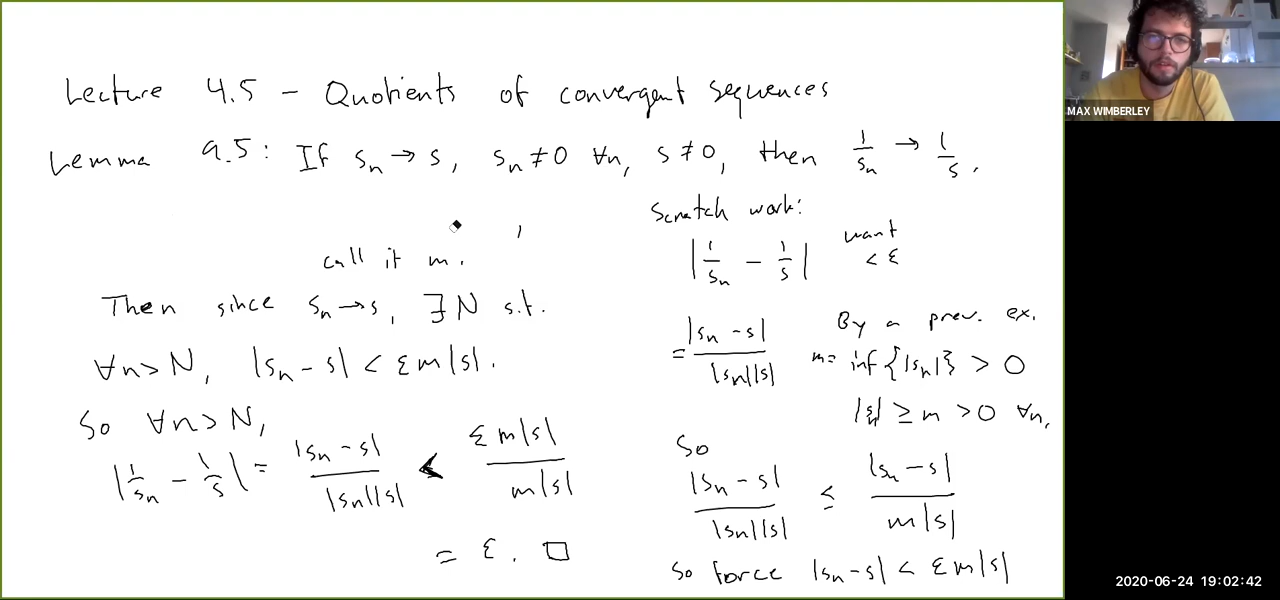 Lecture 4.5 - Quotients of convergent sequences
Lemma 9.5: If sₙ → s, sₙ ≠ 0 ∀n, s ≠ 0, then 1/sₙ → 1/s.
call it m.
Then since sₙ → s, ∃N s.t.
∀n > N, |sₙ - s| < εm|s|.
So ∀n > N,
|1/sₙ - 1/s| = |sₙ - s|/|sₙ||s| < εm|s|/m|s|
= ε. □
Scratch work:
|1/sₙ - 1/s| want < ε
= |sₙ - s|/|sₙ||s|
By a prev. ex.
m = inf{|sₙ|} > 0
|sₙ| ≥ m > 0 ∀n,
So
|sₙ - s|/|sₙ||s| ≤ |sₙ - s|/m|s|
So force |sₙ - s| < εm|s|
MAX WIMBERLEY
2020-06-24 19:02:42